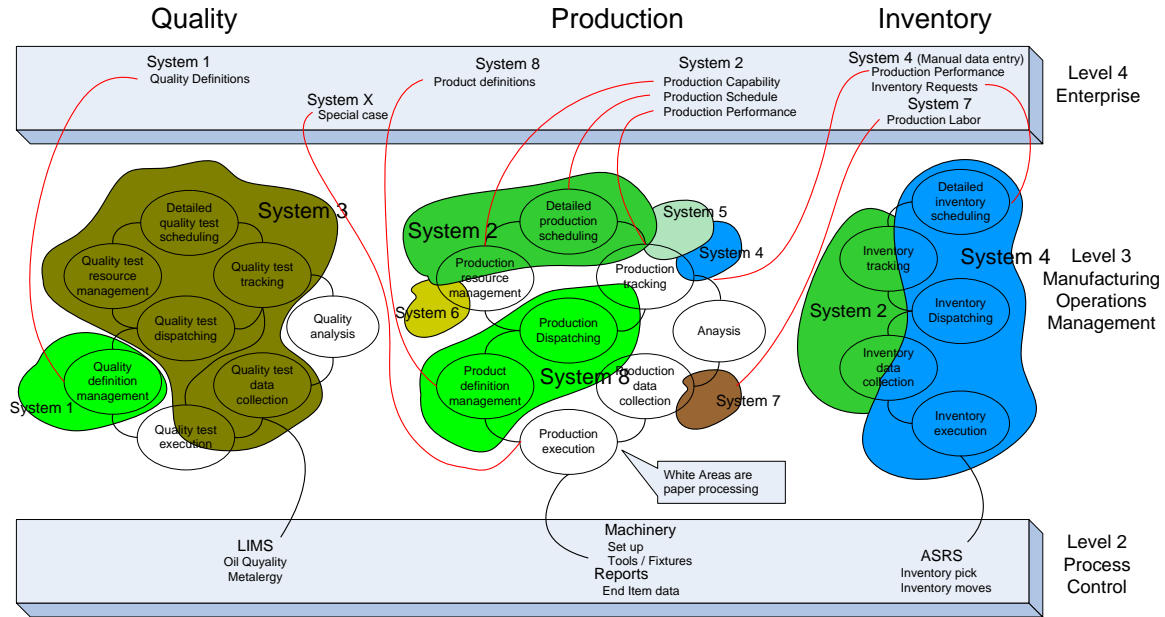 Quality
Production
Inventory
System 1
Quality Definitions
System X
Special case
System 8
Product definitions
System 2
Production Capability
Production Schedule
Production Performance
System 4 (Manual data entry)
Production Performance
Inventory Requests
System 7
Production Labor
Level 4
Enterprise
Detailed
quality test
scheduling
System 3
Quality test
resource
management
Quality test
tracking
Quality test
dispatching
Quality
analysis
Quality
definition
management
Quality test
data
collection
System 1
Quality test
execution
System 2
Detailed
production
scheduling
System 5
System 4
Production
resource
management
Production
tracking
System 6
Production
Dispatching
Anaysis
Product
definition
management
System 8
Production data
collection
System 7
Production
execution
White Areas are
paper processing
Detailed
inventory
scheduling
Inventory
tracking
System 4
System 2
Inventory
Dispatching
Inventory
data
collection
Inventory
execution
Level 3
Manufacturing
Operations
Management
LIMS
Oil Quyality
Metalergy
Machinery
Set up
Tools / Fixtures
Reports
End Item data
ASRS
Inventory pick
Inventory moves
Level 2
Process
Control